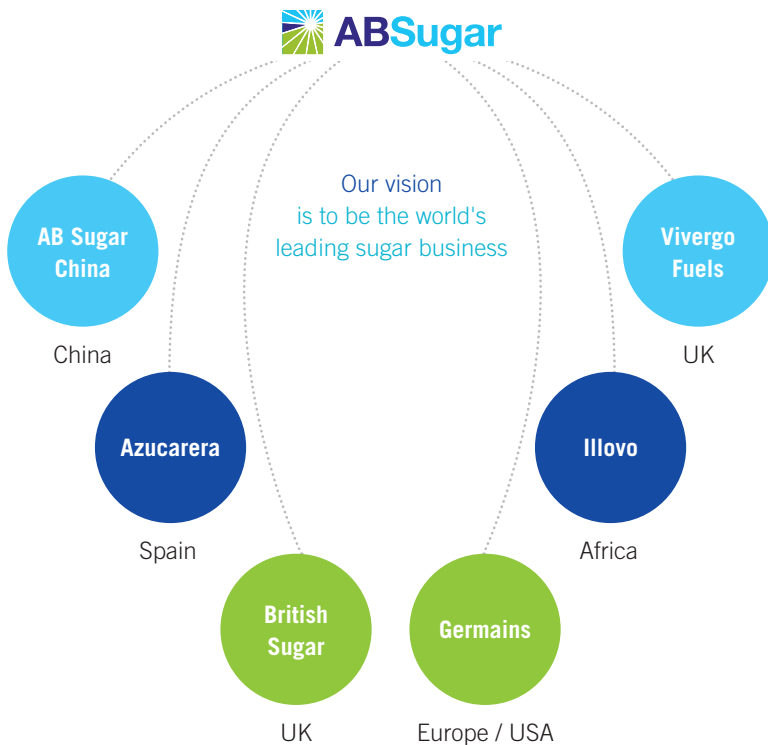 ABSugar
Our vision
is to be the world's
leading sugar business
AB Sugar
China
China
Vivergo
Fuels
UK
Azucarera
Spain
Illovo
Africa
British
Sugar
UK
Germains
Europe / USA